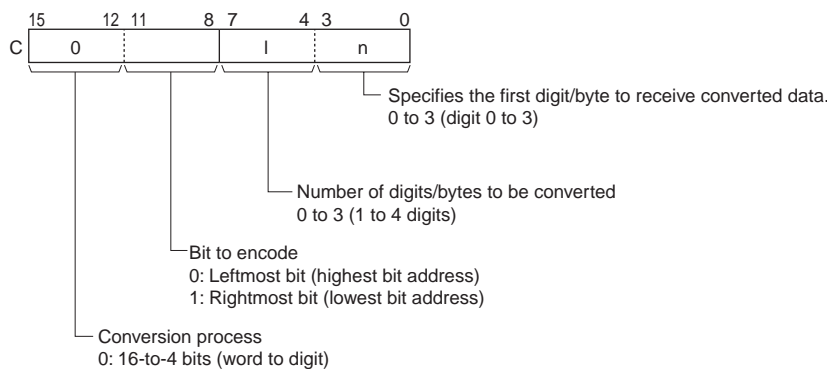 15 12 11 8 7 4 3 0
C 0 l n
Specifies the first digit/byte to receive converted data.
0 to 3 (digit 0 to 3)
Number of digits/bytes to be converted
0 to 3 (1 to 4 digits)
Bit to encode
0: Leftmost bit (highest bit address)
1: Rightmost bit (lowest bit address)
Conversion process
0: 16-to-4 bits (word to digit)